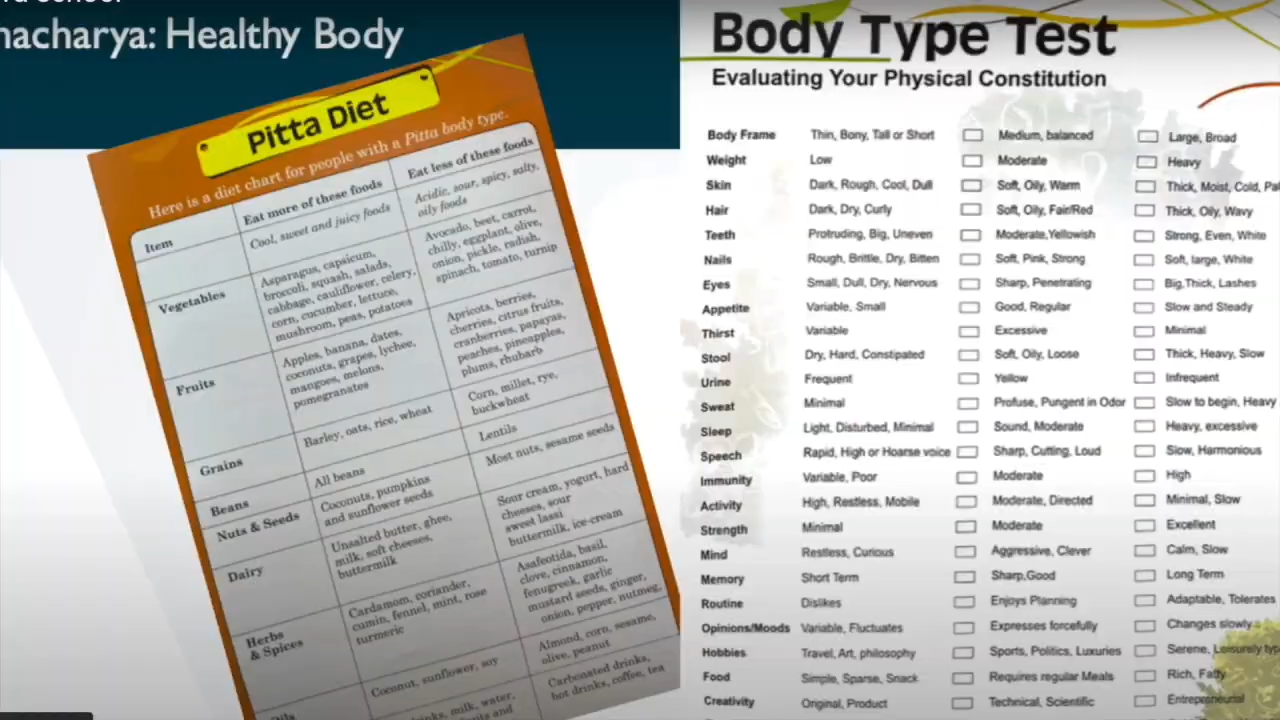 nacharya: Healthy Body
Pitta Diet
Here is a diet chart for people with a Pitta body type.
Item
Eat more of these foods
Eat less of these foods
Cool, sweet and juicy foods
Acidic, sour, spicy, salty,
oily foods
Vegetables
Asparagus, capsicum,
broccoli, squash, salads,
cabbage, cauliflower, celery,
corn, cucumber, lettuce,
mushroom, peas, potatoes
Avocado, beet, carrot,
chilly, eggplant, olive,
onion, pickle, radish,
spinach, tomato, turnip
Fruits
Apples, banana, dates,
coconuts, grapes, lychee,
mangoes, melons,
pomegranates
Apricots, berries,
cherries, citrus fruits,
cranberries, papayas,
peaches, pineapples,
plums, rhubarb
Grains
Barley, oats, rice, wheat
Corn, millet, rye,
buckwheat
Beans
All beans
Lentils
Nuts & Seeds
Coconuts, pumpkins
and sunflower seeds
Most nuts, sesame seeds
Dairy
Unsalted butter, ghee,
milk, soft cheeses,
buttermilk
Sour cream, yogurt, hard
cheeses, sour
sweet lassi
buttermilk, ice-cream
Herbs
& Spices
Cardamom, coriander,
cumin, fennel, mint, rose
turmeric
Asafoetida, basil,
clove, cinnamon,
fenugreek, garlic
mustard seeds, ginger,
onion, pepper, nutmeg,
Coconut, sunflower, soy
Almond, corn, sesame,
olive, peanut
milk, water,
and
Carbonated drinks,
hot drinks, coffee, tea
Body Type Test
Evaluating Your Physical Constitution
Body Frame Thin, Bony, Tall or Short Medium, balanced Large, Broad
Weight Low Moderate Heavy
Skin Dark, Rough, Cool, Dull Soft, Oily, Warm Thick, Moist, Cold, Pal
Hair Dark, Dry, Curly Soft, Oily, Fair/Red Thick, Oily, Wavy
Teeth Protruding, Big, Uneven Moderate,Yellowish Strong, Even, White
Nails Rough, Brittle, Dry, Bitten Soft, Pink, Strong Soft, large, White
Eyes Small, Dull, Dry, Nervous Sharp, Penetrating Big,Thick, Lashes
Appetite Variable, Small Good, Regular Slow and Steady
Thirst Variable Excessive Minimal
Stool Dry, Hard, Constipated Soft, Oily, Loose Thick, Heavy, Slow
Urine Frequent Yellow Infrequent
Sweat Minimal Profuse, Pungent in Odor Slow to begin, Heavy
Sleep Light, Disturbed, Minimal Sound, Moderate Heavy, excessive
Speech Rapid, High or Hoarse voice Sharp, Cutting, Loud Slow, Harmonious
Immunity Variable, Poor Moderate High
Activity High, Restless, Mobile Moderate, Directed Minimal, Slow
Strength Minimal Moderate Excellent
Mind Restless, Curious Aggressive, Clever Calm, Slow
Memory Short Term Sharp,Good Long Term
Routine Dislikes Enjoys Planning Adaptable, Tolerates
Opinions/Moods Variable, Fluctuates Expresses forcefully Changes slowly
Hobbies Travel, Art, philosophy Sports, Politics, Luxuries Serene, Leisurely typ
Food Simple, Sparse, Snack Requires regular Meals Rich, Fatty
Creativity Original, Product Technical, Scientific Entrepreneurial